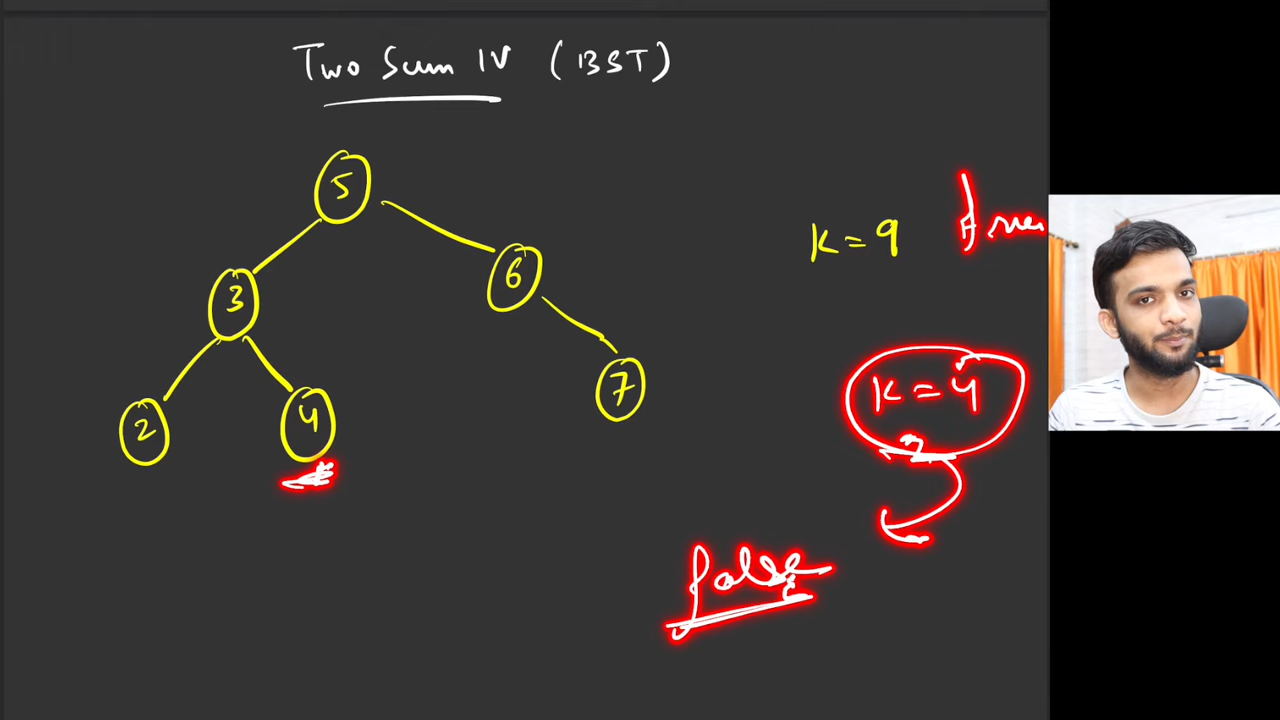 Two Sum IV (BST)
5
K = 9 true
3 6
K = 4
2 4 7
false